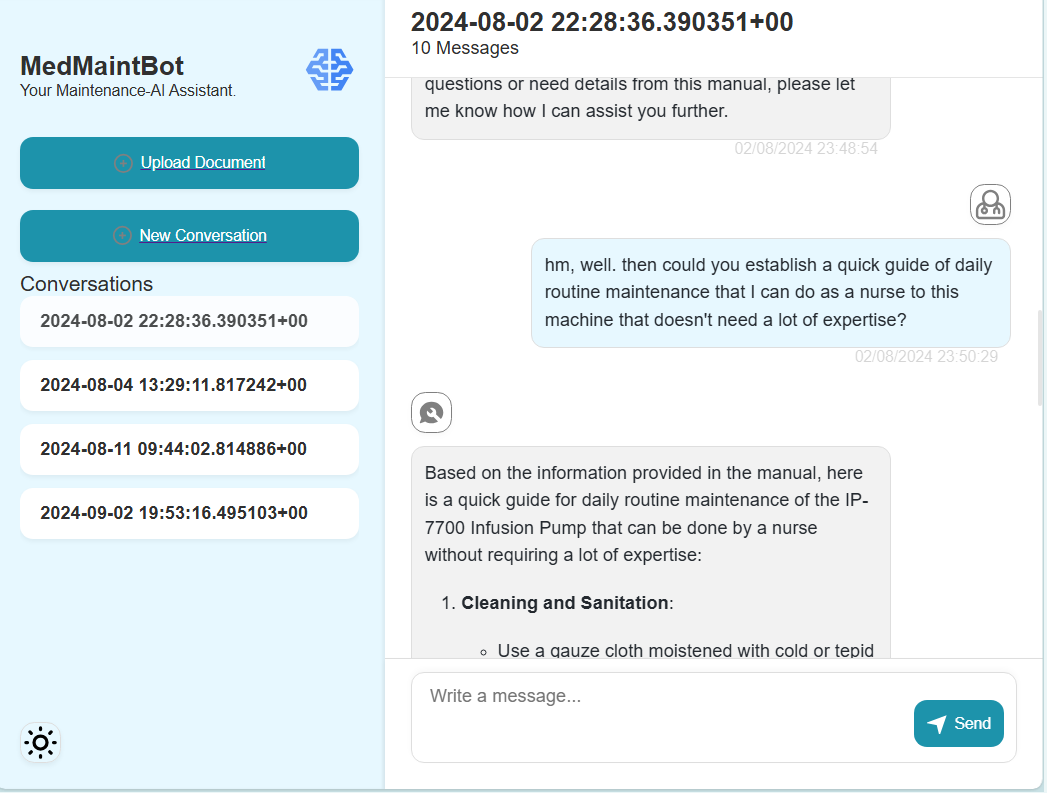 MedMaintBot
Your Maintenance-AI Assistant.
Upload Document
New Conversation
Conversations
2024-08-02 22:28:36.390351+00
2024-08-04 13:29:11.817242+00
2024-08-11 09:44:02.814886+00
2024-09-02 19:53:16.495103+00
2024-08-02 22:28:36.390351+00
10 Messages
questions or need details from this manual, please let
me know how I can assist you further.
02/08/2024 23:48:54
hm, well. then could you establish a quick guide of daily
routine maintenance that I can do as a nurse to this
machine that doesn't need a lot of expertise?
02/08/2024 23:50:29
Based on the information provided in the manual, here
is a quick guide for daily routine maintenance of the IP-
7700 Infusion Pump that can be done by a nurse
without requiring a lot of expertise:
1. Cleaning and Sanitation:
◦ Use a gauze cloth moistened with cold or tepid
Write a message...
Send